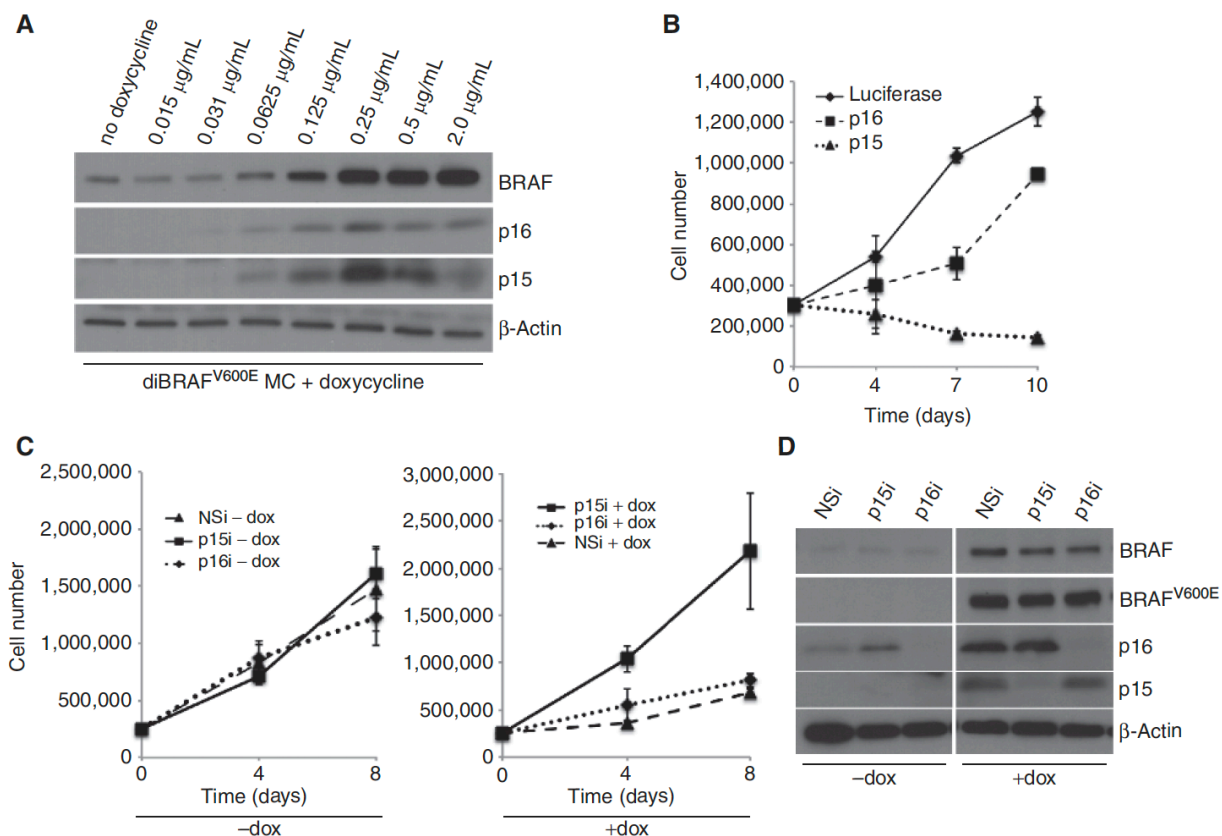 A
no doxycycline
0.015 µg/mL
0.031 µg/mL
0.0625 µg/mL
0.125 µg/mL
0.25 µg/mL
0.5 µg/mL
2.0 µg/mL
BRAF
p16
p15
β-Actin
diBRAFV600E MC + doxycycline
B
1,400,000
1,200,000
1,000,000
800,000
600,000
400,000
200,000
0
Cell number
Luciferase
p16
p15
0 4 7 10
Time (days)
C
2,500,000
2,000,000
1,500,000
1,000,000
500,000
0
Cell number
NSi – dox
p15i – dox
p16i – dox
0 4 8
Time (days)
–dox
3,000,000
2,500,000
2,000,000
1,500,000
1,000,000
500,000
0
p15i + dox
p16i + dox
NSi + dox
0 4 8
Time (days)
+dox
D
NSi p15i p16i NSi p15i p16i
BRAF
BRAFV600E
p16
p15
β-Actin
–dox +dox